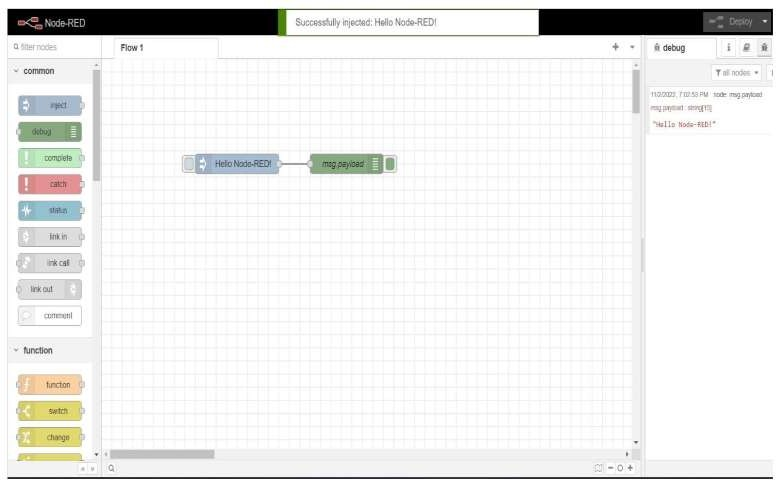 Node-RED
Successfully injected: Hello Node-RED!
Deploy
filter nodes
Flow 1
debug
common
all nodes
inject
debug
complete
catch
status
link in
link call
link out
comment
function
function
switch
change
Hello Node-RED!
msg.payload
11/2/2022, 7:02:53 PM node: msg.payload
msg.payload : string[15]
"Hello Node-RED!"